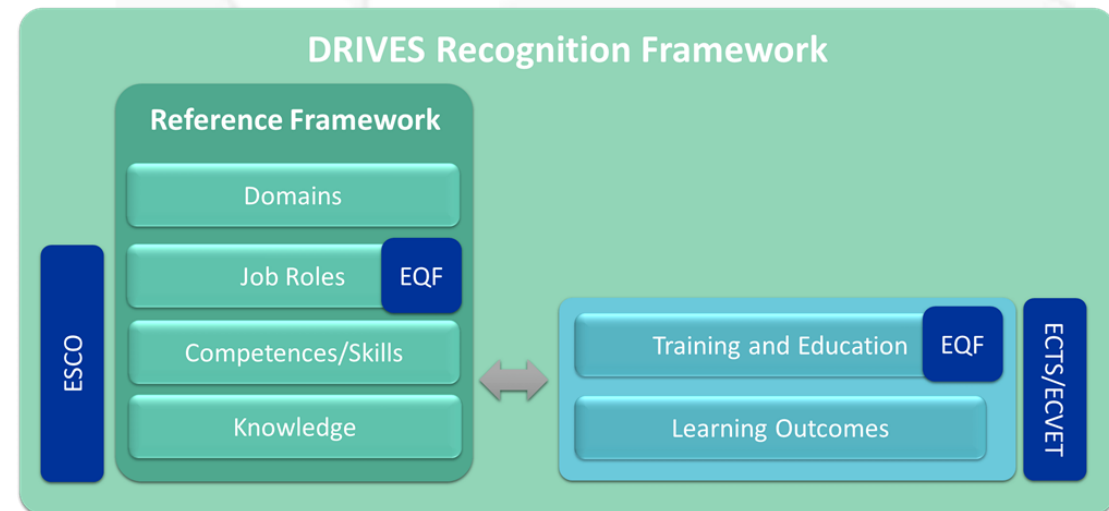 DRIVES Recognition Framework
Reference Framework
Domains
Job Roles
EQF
Competences/Skills
Knowledge
ESCO
Training and Education
EQF
Learning Outcomes
ECTS/ECVET